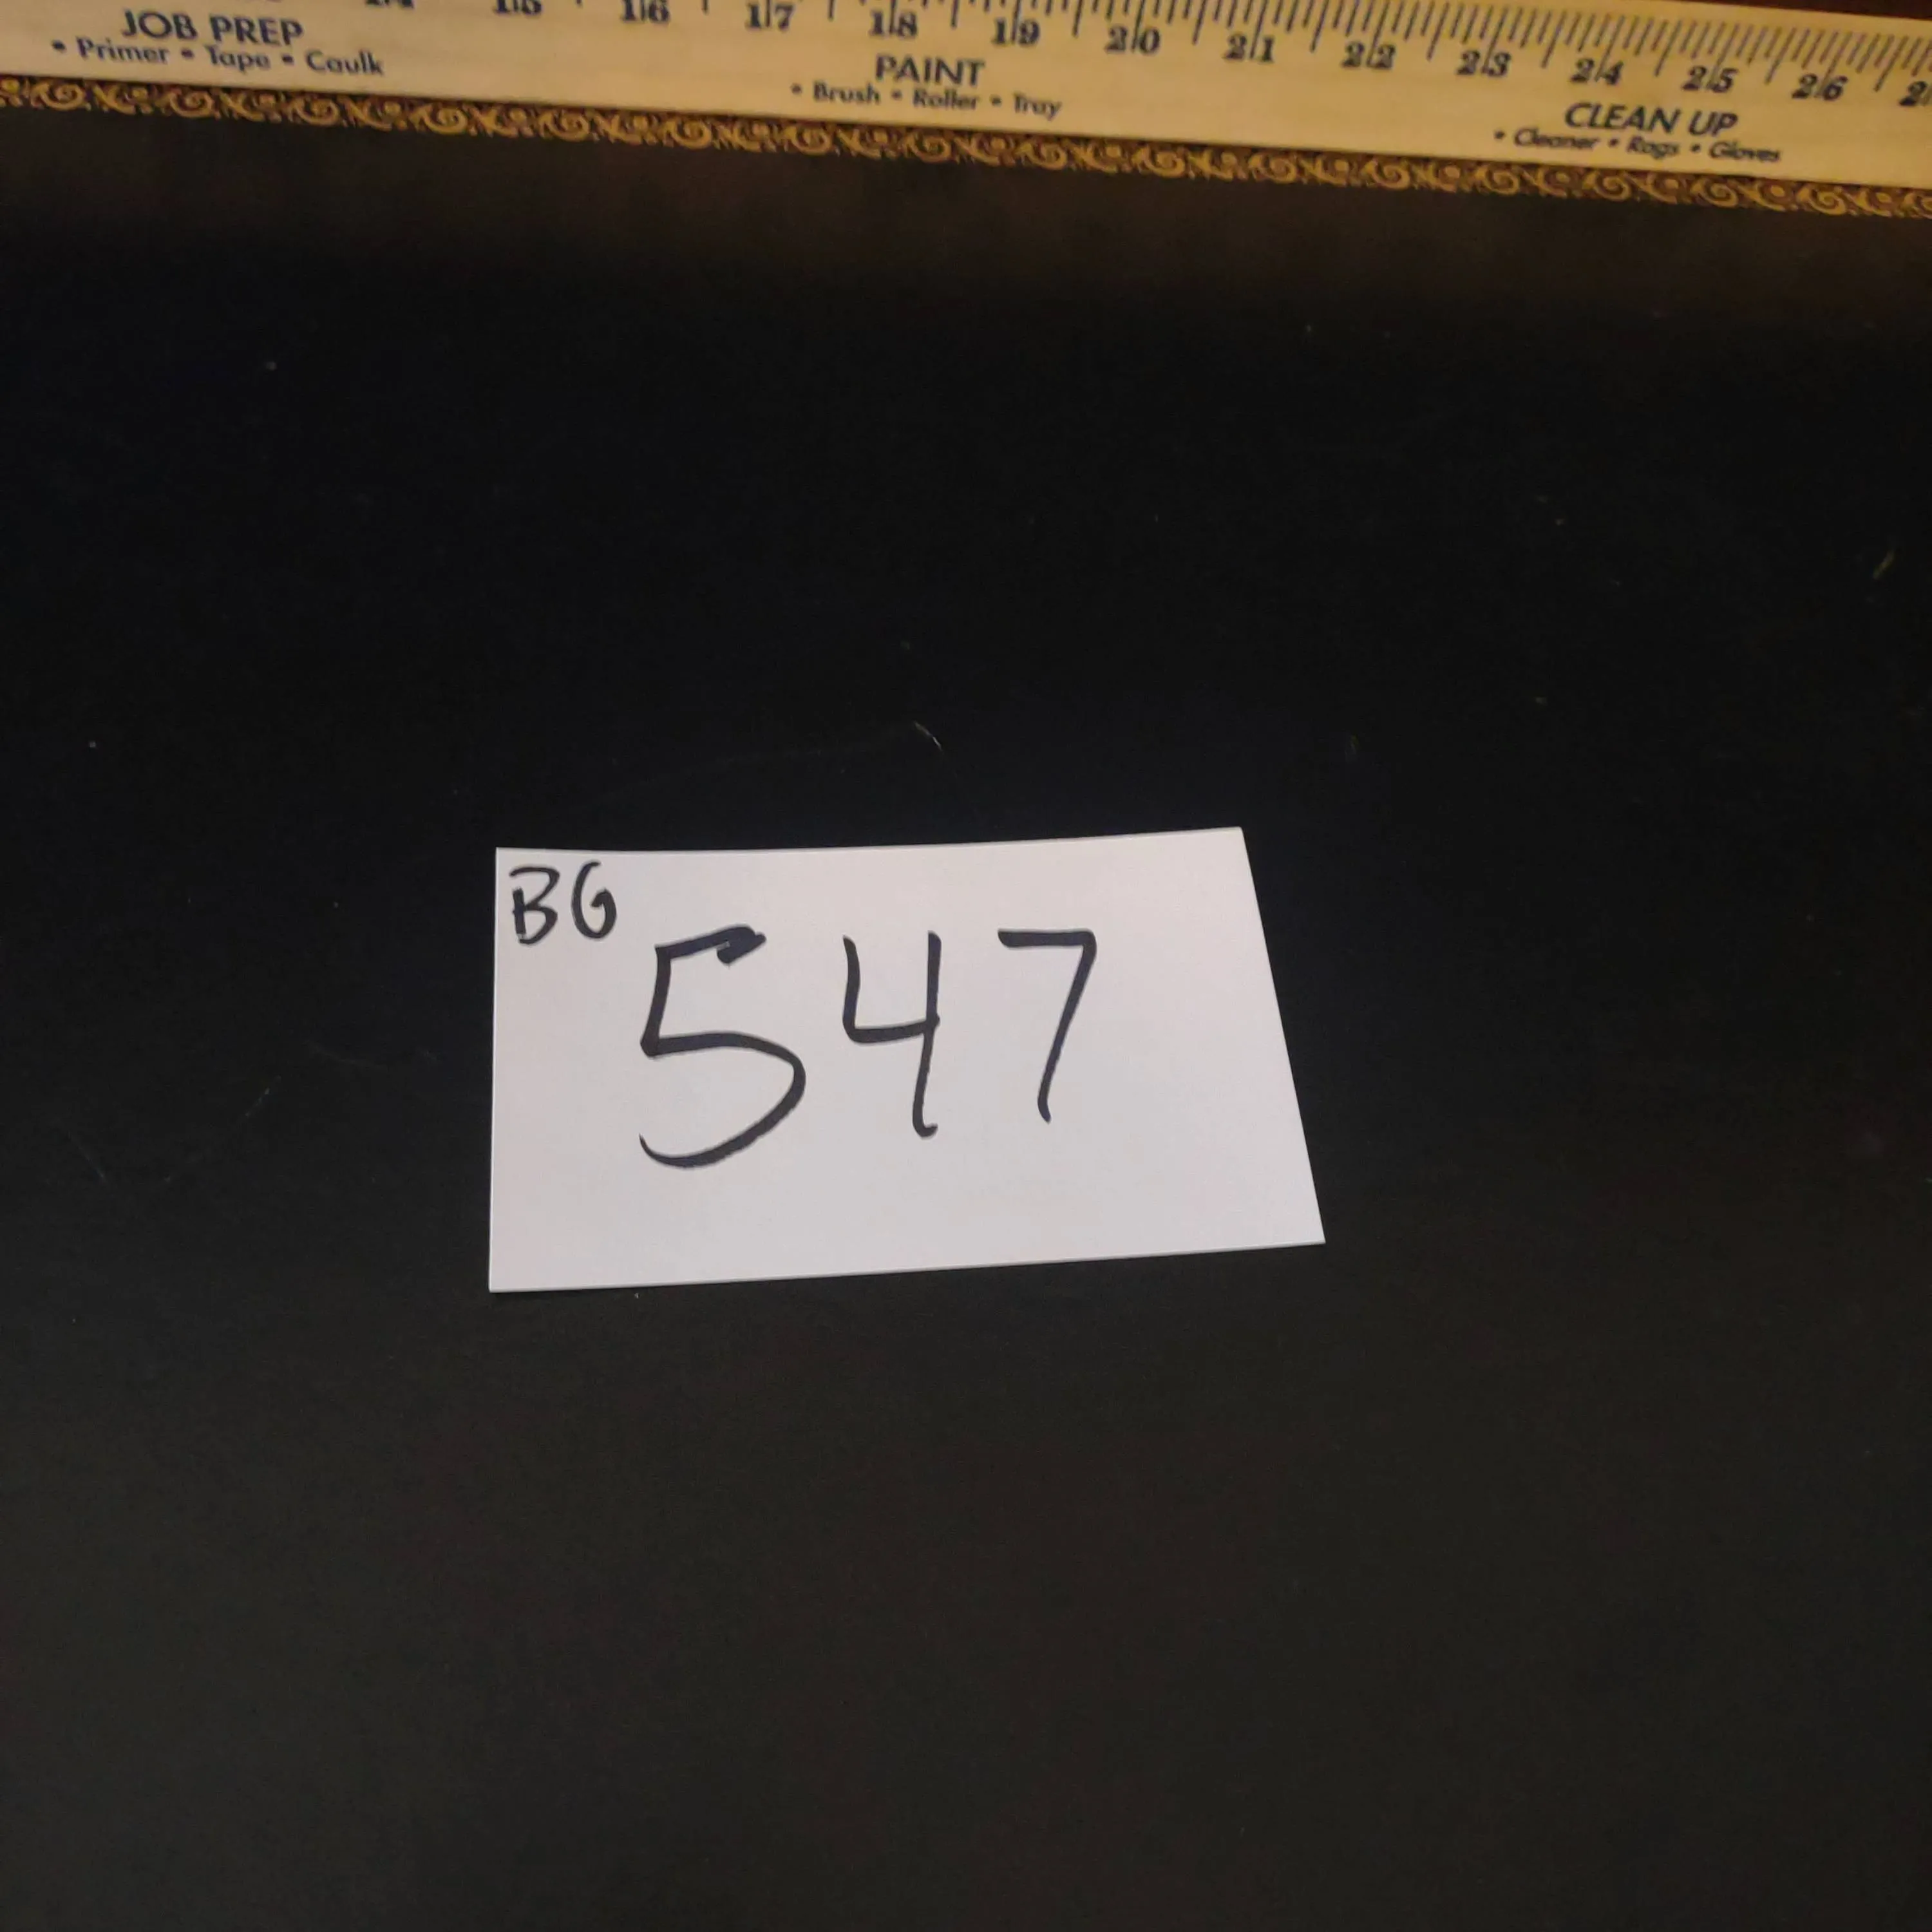 16 17 18 19 20 21 22 23 24 25 26
JOB PREP
• Primer • Tape • Caulk
PAINT
• Brush • Roller • Tray
CLEAN UP
• Cleaner • Rags • Gloves
BG
547